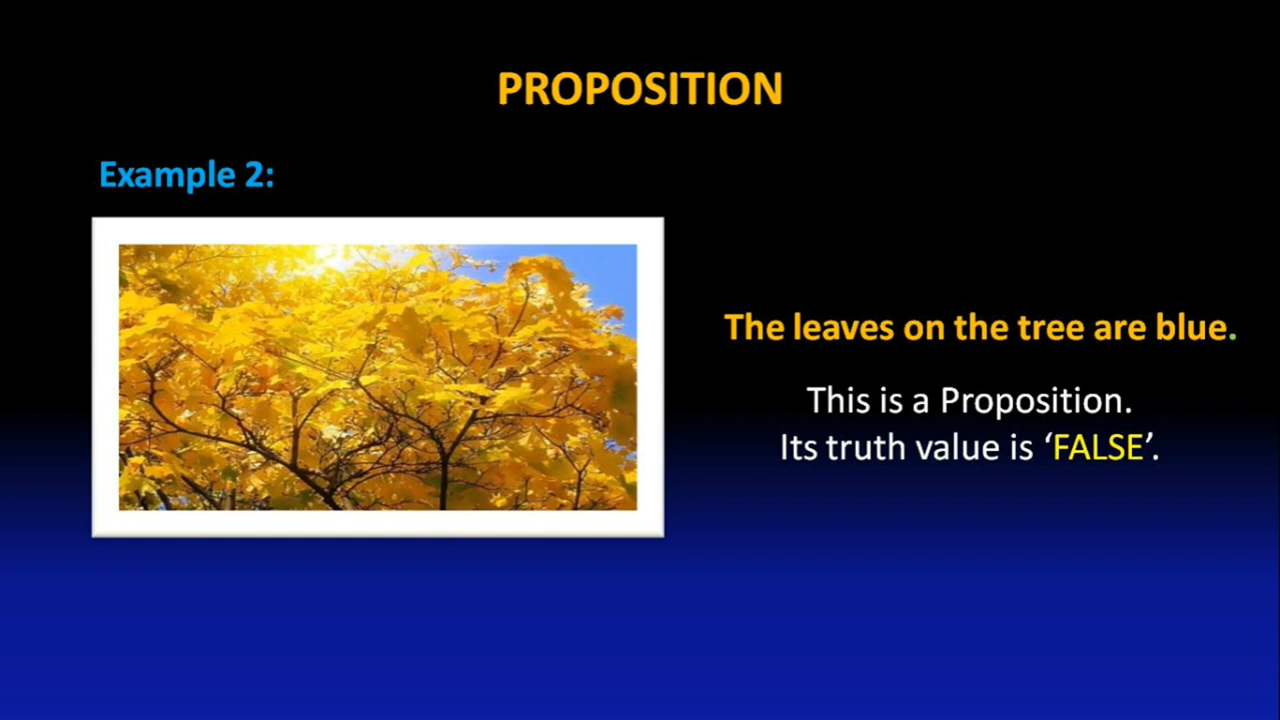 PROPOSITION
Example 2:
The leaves on the tree are blue.
This is a Proposition.
Its truth value is ‘FALSE’.